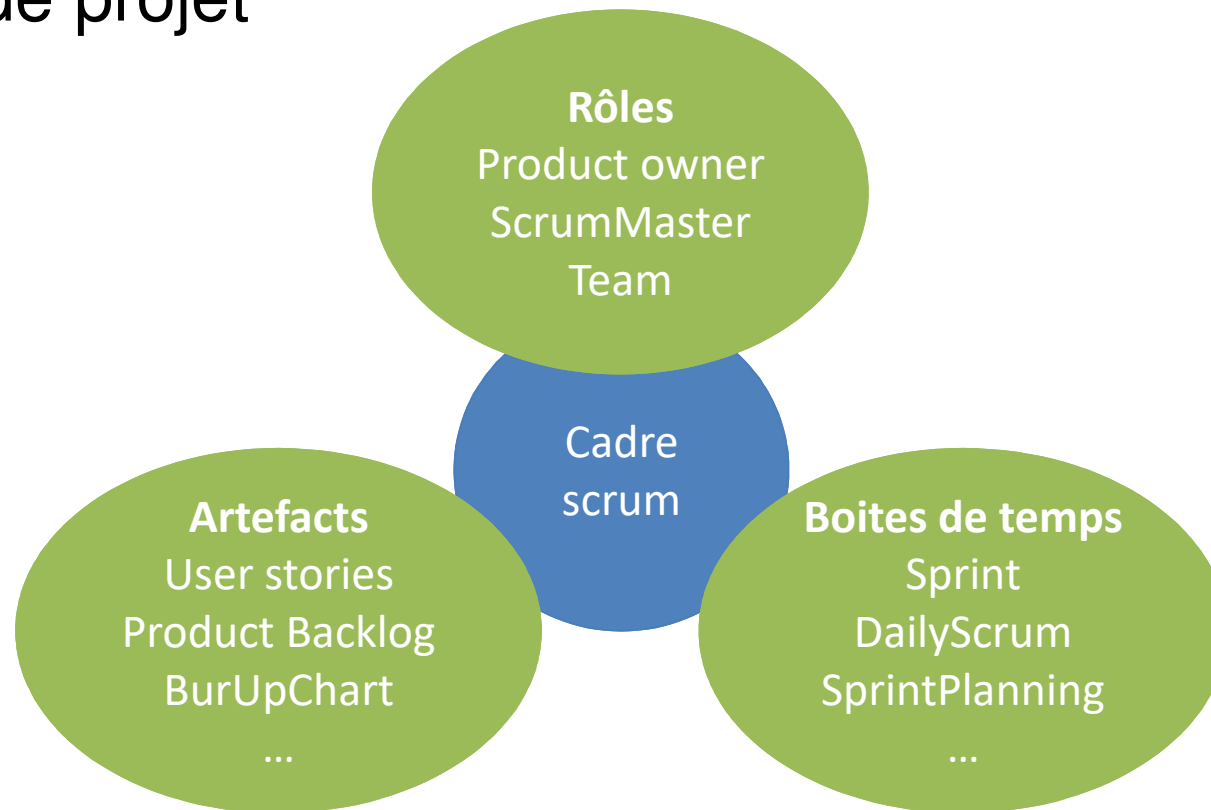 de projet
Rôles
Product owner
ScrumMaster
Team
Cadre
scrum
Artefacts
User stories
Product Backlog
BurUpChart
...
Boites de temps
Sprint
DailyScrum
SprintPlanning
...